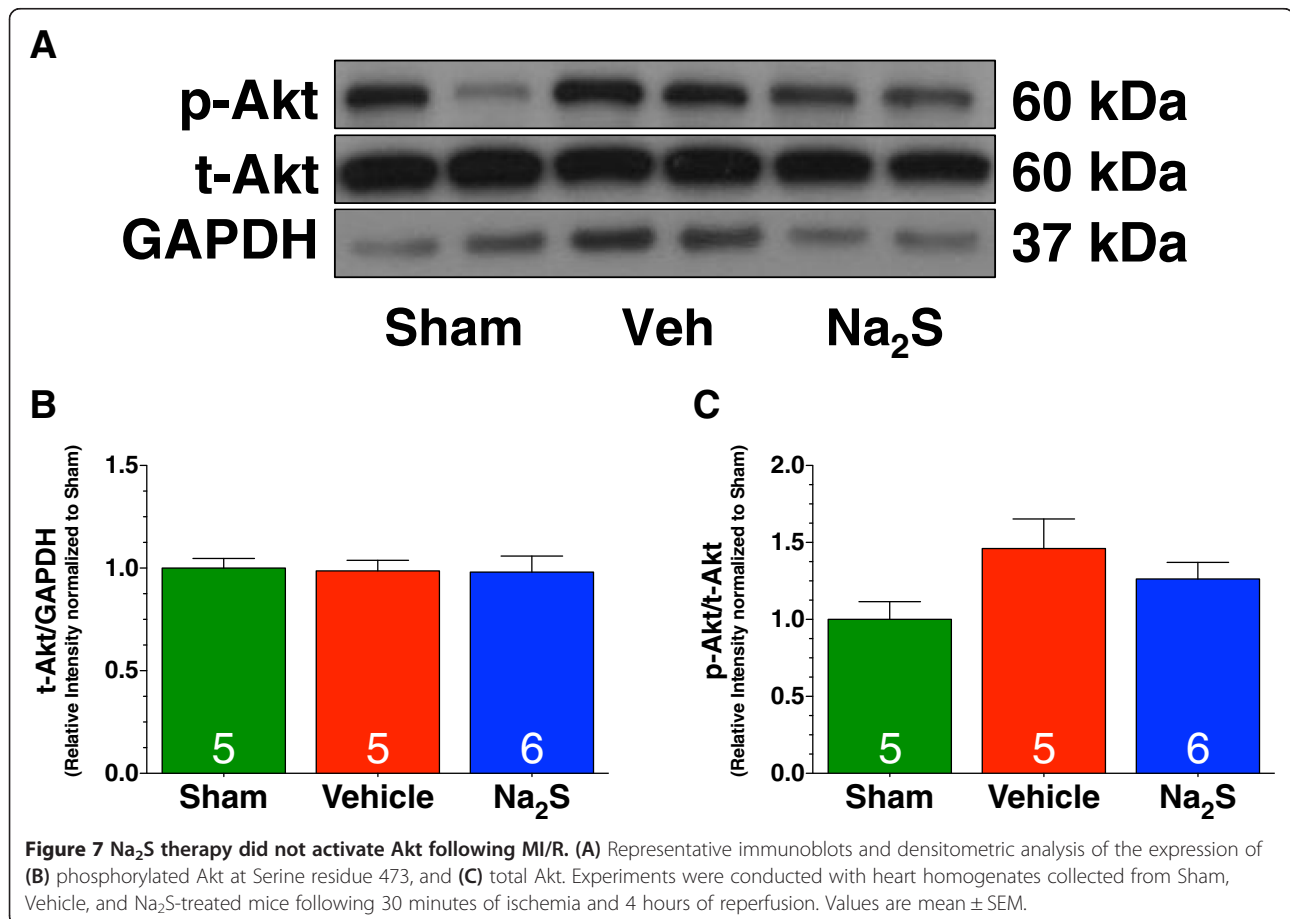 A
p-Akt 60 kDa
t-Akt 60 kDa
GAPDH 37 kDa
Sham Veh Na₂S
B
t-Akt/GAPDH
(Relative Intensity normalized to Sham)
1.5
1.0
0.5
0.0
5 5 6
Sham Vehicle Na₂S
C
p-Akt/t-Akt
(Relative Intensity normalized to Sham)
2.0
1.5
1.0
0.5
0.0
5 5 6
Sham Vehicle Na₂S
Figure 7 Na₂S therapy did not activate Akt following MI/R. (A) Representative immunoblots and densitometric analysis of the expression of
(B) phosphorylated Akt at Serine residue 473, and (C) total Akt. Experiments were conducted with heart homogenates collected from Sham,
Vehicle, and Na₂S-treated mice following 30 minutes of ischemia and 4 hours of reperfusion. Values are mean ± SEM.